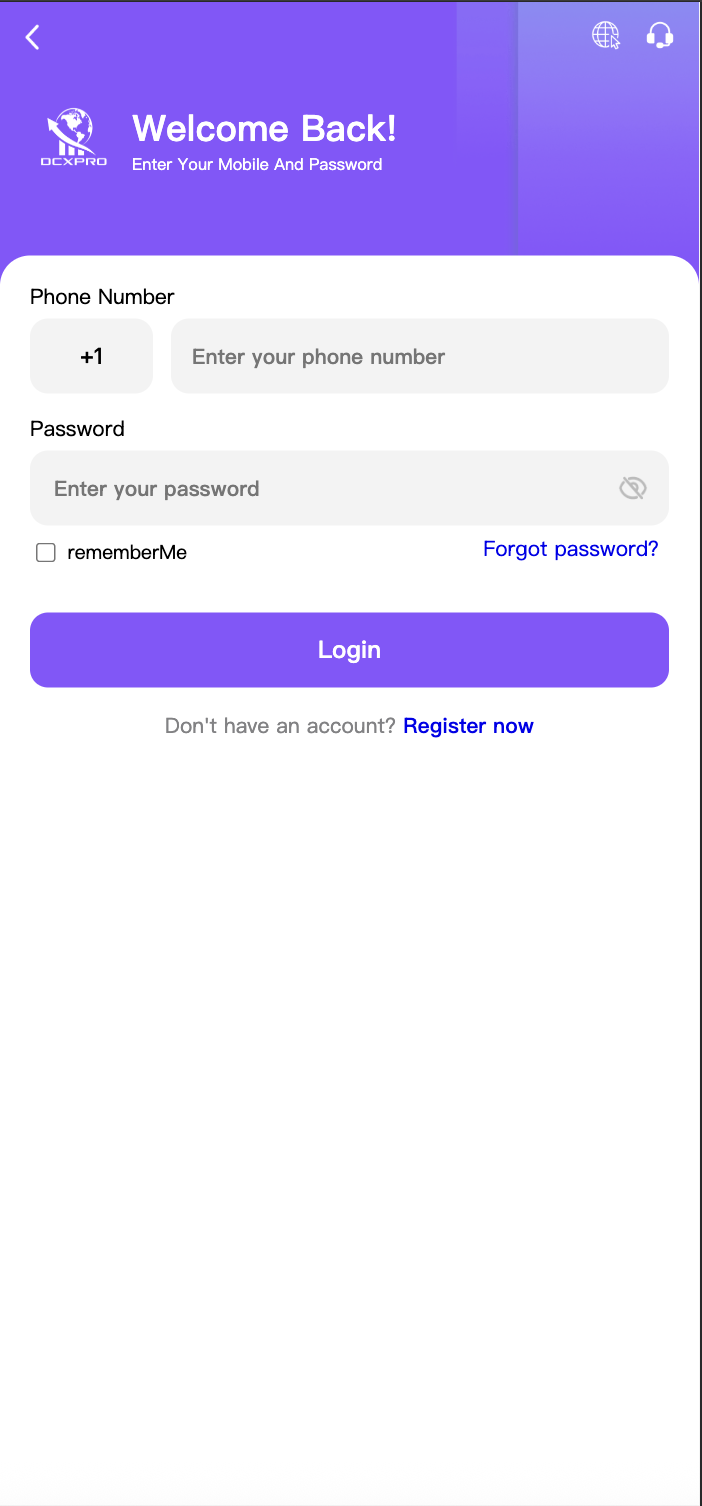 Welcome Back!
DCXPRO
Enter Your Mobile And Password
Phone Number
+1
Enter your phone number
Password
Enter your password
rememberMe
Forgot password?
Login
Don't have an account? Register now